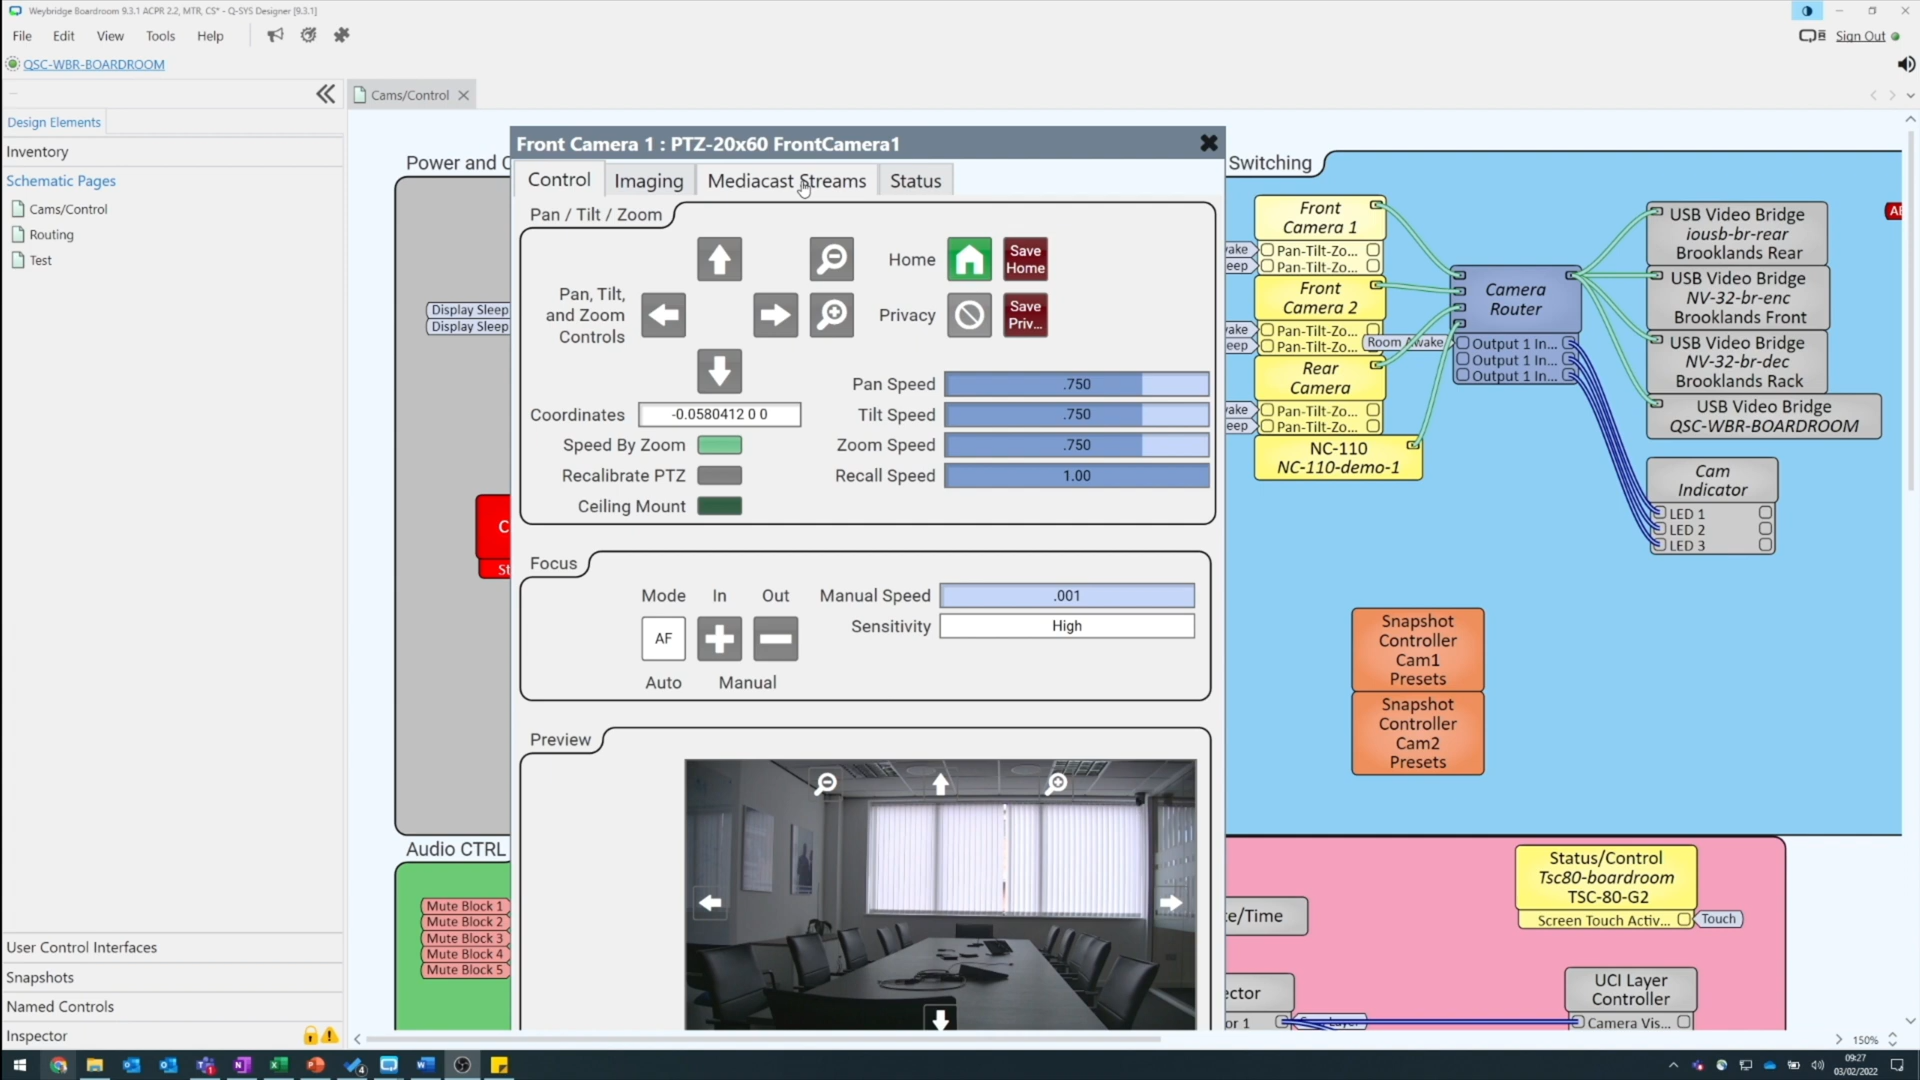 Weybridge Boardroom 9.3.1 ACPR 2.2, MTR, CS* - Q-SYS Designer [9.3.1]
File Edit View Tools Help
Sign Out
QSC-WBR-BOARDROOM
Cams/Control
Design Elements
Inventory
Schematic Pages
Cams/Control
Routing
Test
User Control Interfaces
Snapshots
Named Controls
Inspector
Power and
Display Sleep
Display Sleep
Audio CTRL
Mute Block 1
Mute Block 2
Mute Block 3
Mute Block 4
Mute Block 5
Front Camera 1 : PTZ-20x60 FrontCamera1
Control Imaging Mediacast Streams Status
Pan / Tilt / Zoom
Pan, Tilt,
and Zoom
Controls
Home
Save
Home
Privacy
Save
Priv...
Coordinates -0.0580412 0 0
Speed By Zoom
Recalibrate PTZ
Ceiling Mount
Pan Speed .750
Tilt Speed .750
Zoom Speed .750
Recall Speed 1.00
Focus
Mode In Out
AF
Auto Manual
Manual Speed .001
Sensitivity High
Preview
Switching
Front
Camera 1
Pan-Tilt-Zo...
Pan-Tilt-Zo...
Front
Camera 2
Pan-Tilt-Zo...
Pan-Tilt-Zo...
Room Awake
Rear
Camera
Pan-Tilt-Zo...
Pan-Tilt-Zo...
NC-110
NC-110-demo-1
Camera
Router
Output 1 In...
Output 1 In...
Output 1 In...
USB Video Bridge
iousb-br-rear
Brooklands Rear
USB Video Bridge
NV-32-br-enc
Brooklands Front
USB Video Bridge
NV-32-br-dec
Brooklands Rack
USB Video Bridge
QSC-WBR-BOARDROOM
Cam
Indicator
LED 1
LED 2
LED 3
Snapshot
Controller
Cam1
Presets
Snapshot
Controller
Cam2
Presets
e/Time
Status/Control
Tsc80-boardroom
TSC-80-G2
Screen Touch Activ...
Touch
ector
or 1
UCI Layer
Controller
Camera Vis...
150%
09:27
03/02/2022